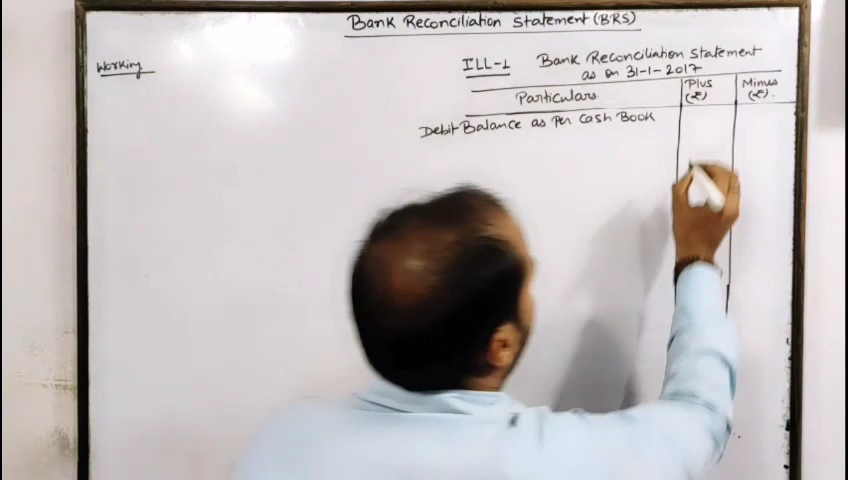 Bank Reconciliation Statement (BRS)
Working
ILL-1 Bank Reconciliation Statement
as on 31-1-2017
Particulars Plus (₹) Minus (₹).
Debit Balance as Per Cash Book